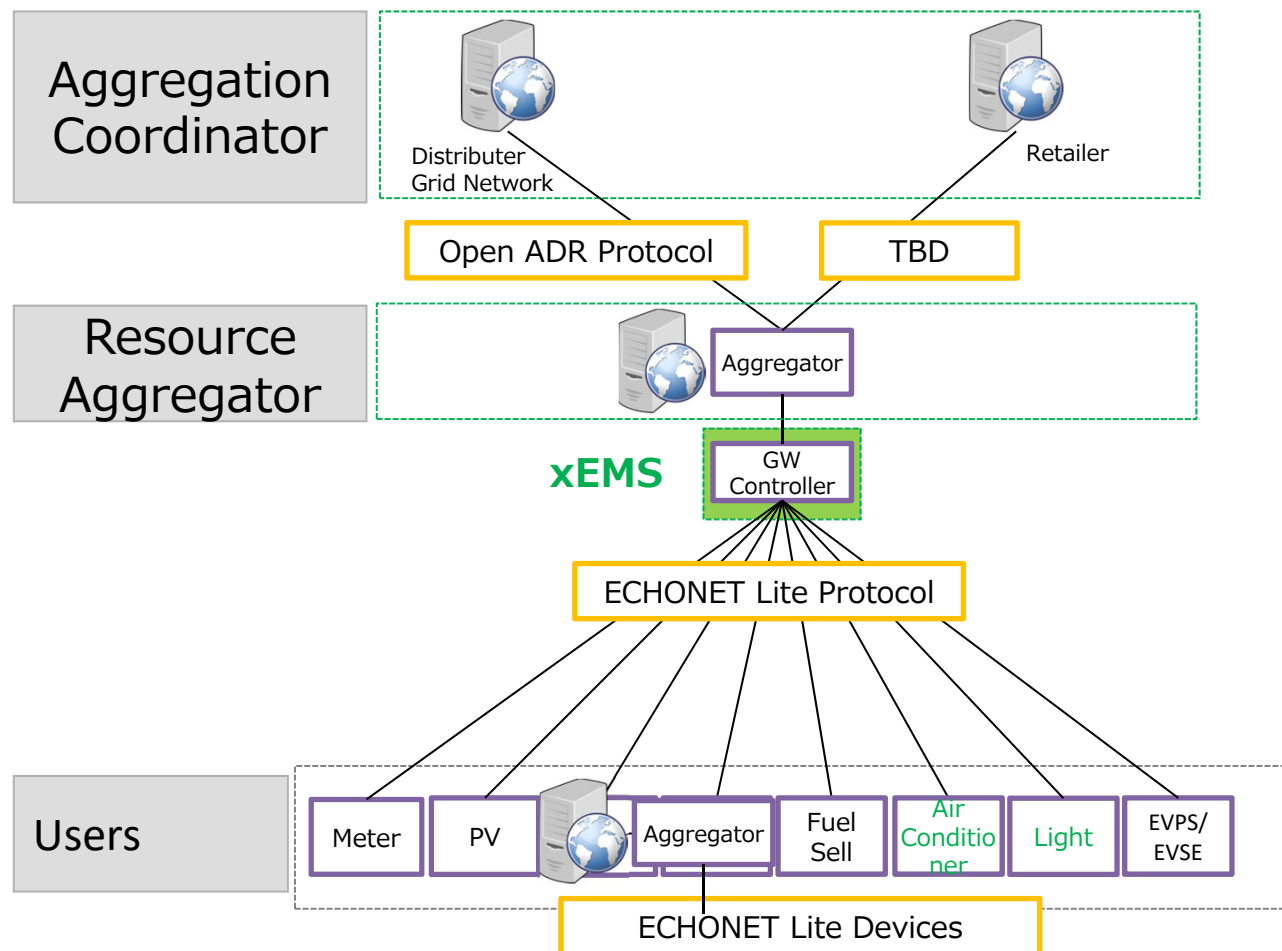 Aggregation
Coordinator
Distributer
Grid Network
Retailer
Open ADR Protocol
TBD
Resource
Aggregator
Aggregator
xEMS
GW
Controller
ECHONET Lite Protocol
Users
Meter
PV
Aggregator
Fuel
Sell
Air
Conditio
ner
Light
EVPS/
EVSE
ECHONET Lite Devices